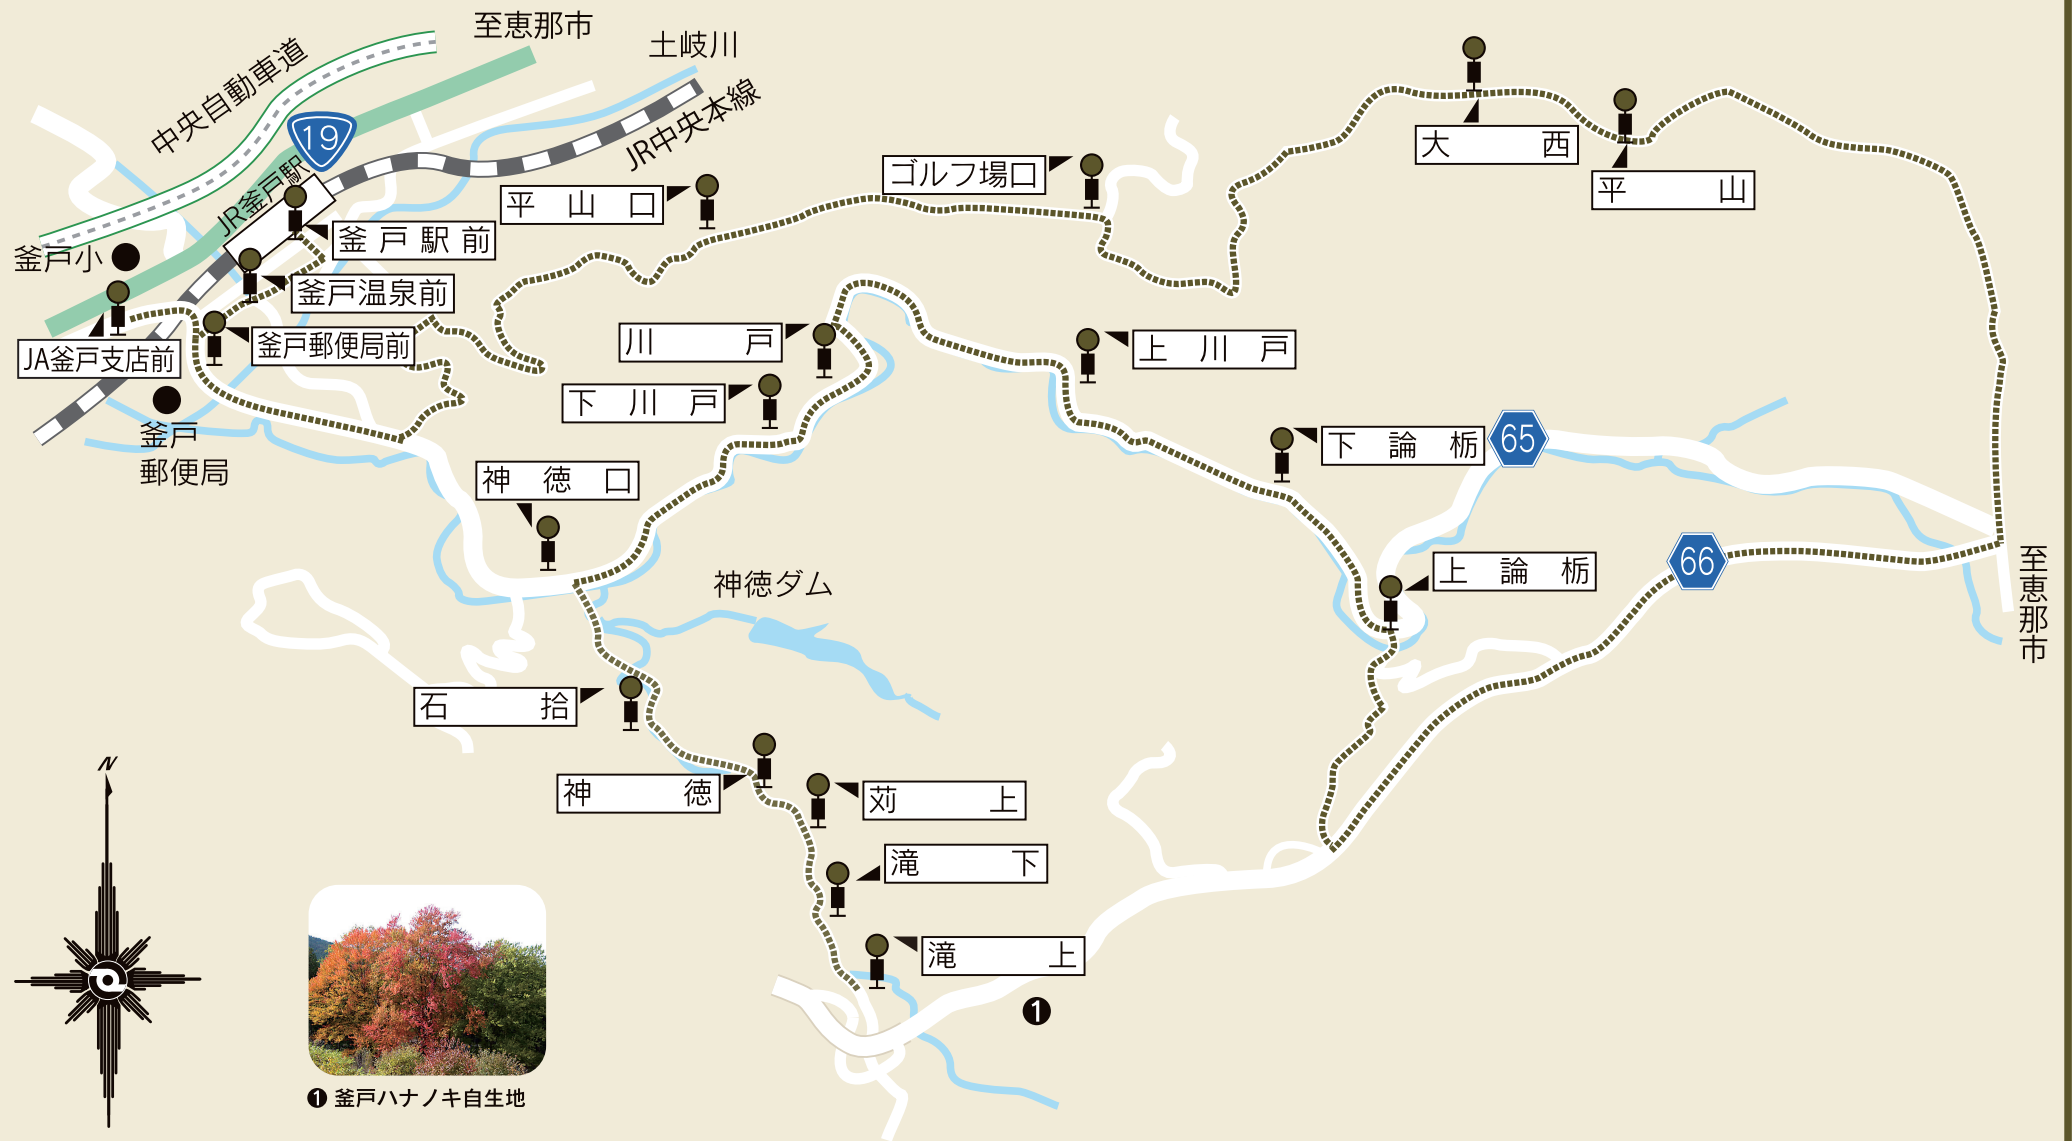 至恵那市
土岐川
中央自動車道
JR中央本線
19
JR釜戸駅
大西
平山
ゴルフ場口
平山口
釜戸駅前
釜戸小
釜戸温泉前
釜戸郵便局前
JA釜戸支店前
川戸
上川戸
下川戸
釜戸
郵便局
下論栃
65
神徳口
上論栃
66
至恵那市
神徳ダム
石拾
神徳
苅上
滝下
滝上
❶
N
❶ 釜戸ハナノキ自生地